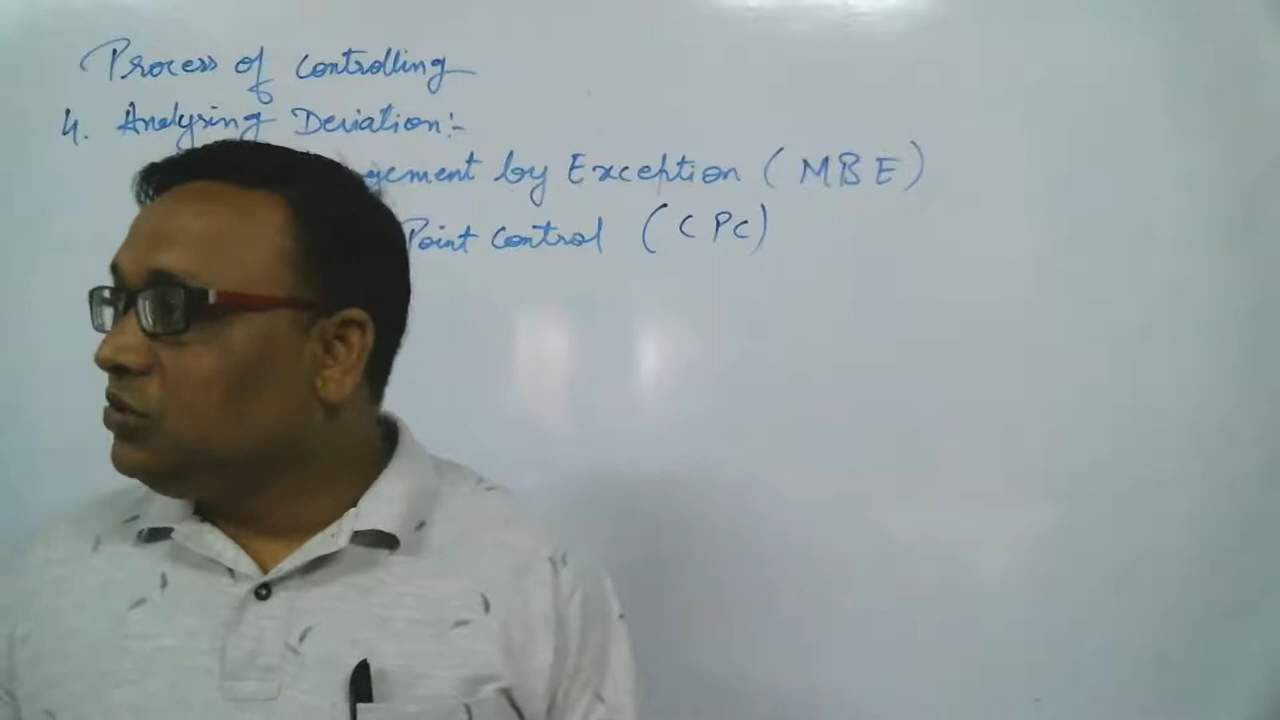 Process of controlling
4. Analysing Deviation:-
gement by Exception (MBE)
Point Control (CPC)